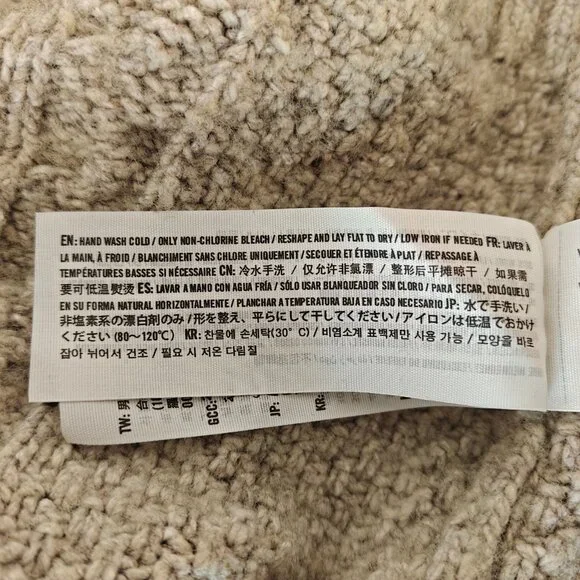 EN: HAND WASH COLD / ONLY NON-CHLORINE BLEACH / RESHAPE AND LAY FLAT TO DRY / LOW IRON IF NEEDED FR: LAVER À
LA MAIN, À FROID / BLANCHIMENT SANS CHLORE UNIQUEMENT / SECOUER ET ÉTENDRE À PLAT / REPASSAGE À
TEMPÉRATURES BASSES SI NÉCESSAIRE CN: 冷水手洗 / 仅允许非氯漂 / 整形后平摊晾干 / 如果需
要可低温熨烫 ES: LAVAR A MANO CON AGUA FRÍA / SÓLO USAR BLANQUEADOR SIN CLORO / PARA SECAR, COLÓQUELO
EN SU FORMA NATURAL HORIZONTALMENTE / PLANCHAR A TEMPERATURA BAJA EN CASO NECESARIO JP: 水で手洗い /
非塩素系の漂白剤のみ / 形を整え、平らにして干してください / アイロンは低温でおかけ
ください (80〜120℃) KR: 찬물에 손세탁(30° C) / 비염소계 표백제만 사용 가능 / 모양을 바로
잡아 뉘어서 건조 / 필요 시 저온 다림질
TW: 男
GCC:
JP:
KR: